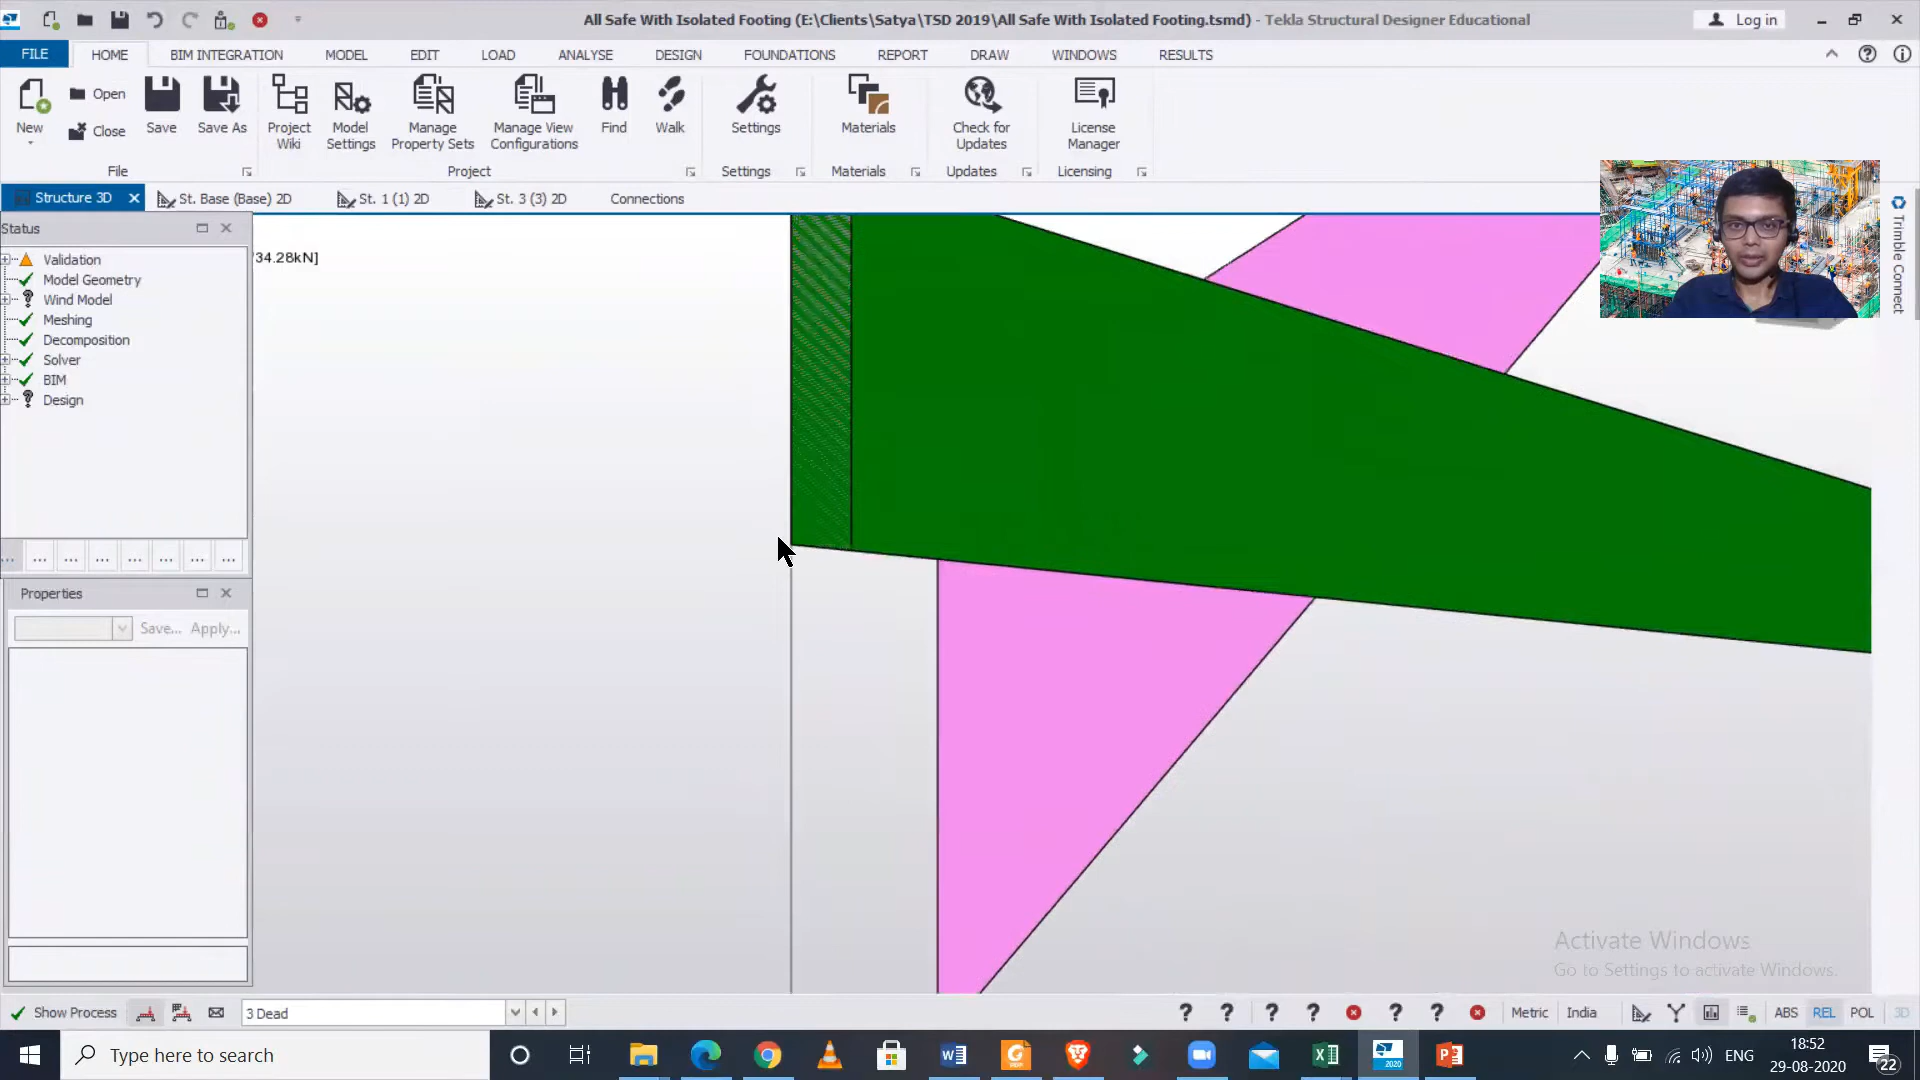 All Safe With Isolated Footing (E:\Clients\Satya\TSD 2019\All Safe With Isolated Footing.tsmd) - Tekla Structural Designer Educational
Log in
FILE HOME BIM INTEGRATION MODEL EDIT LOAD ANALYSE DESIGN FOUNDATIONS REPORT DRAW WINDOWS RESULTS
New
Open
Close
Save
Save As
Project Wiki
Model Settings
Manage Property Sets
Manage View Configurations
Find
Walk
Settings
Materials
Check for Updates
License Manager
File Project Settings Materials Updates Licensing
Structure 3D St. Base (Base) 2D St. 1 (1) 2D St. 3 (3) 2D Connections
Trimble Connect
Status
Validation
Model Geometry
Wind Model
Meshing
Decomposition
Solver
BIM
Design
34.28kN]
... ... ... ... ... ... ... ...
Properties
Save... Apply...
Activate Windows
Go to Settings to activate Windows.
Show Process 3 Dead Metric India ABS REL POL 3D
Type here to search
2020
ENG
18:52
29-08-2020
22